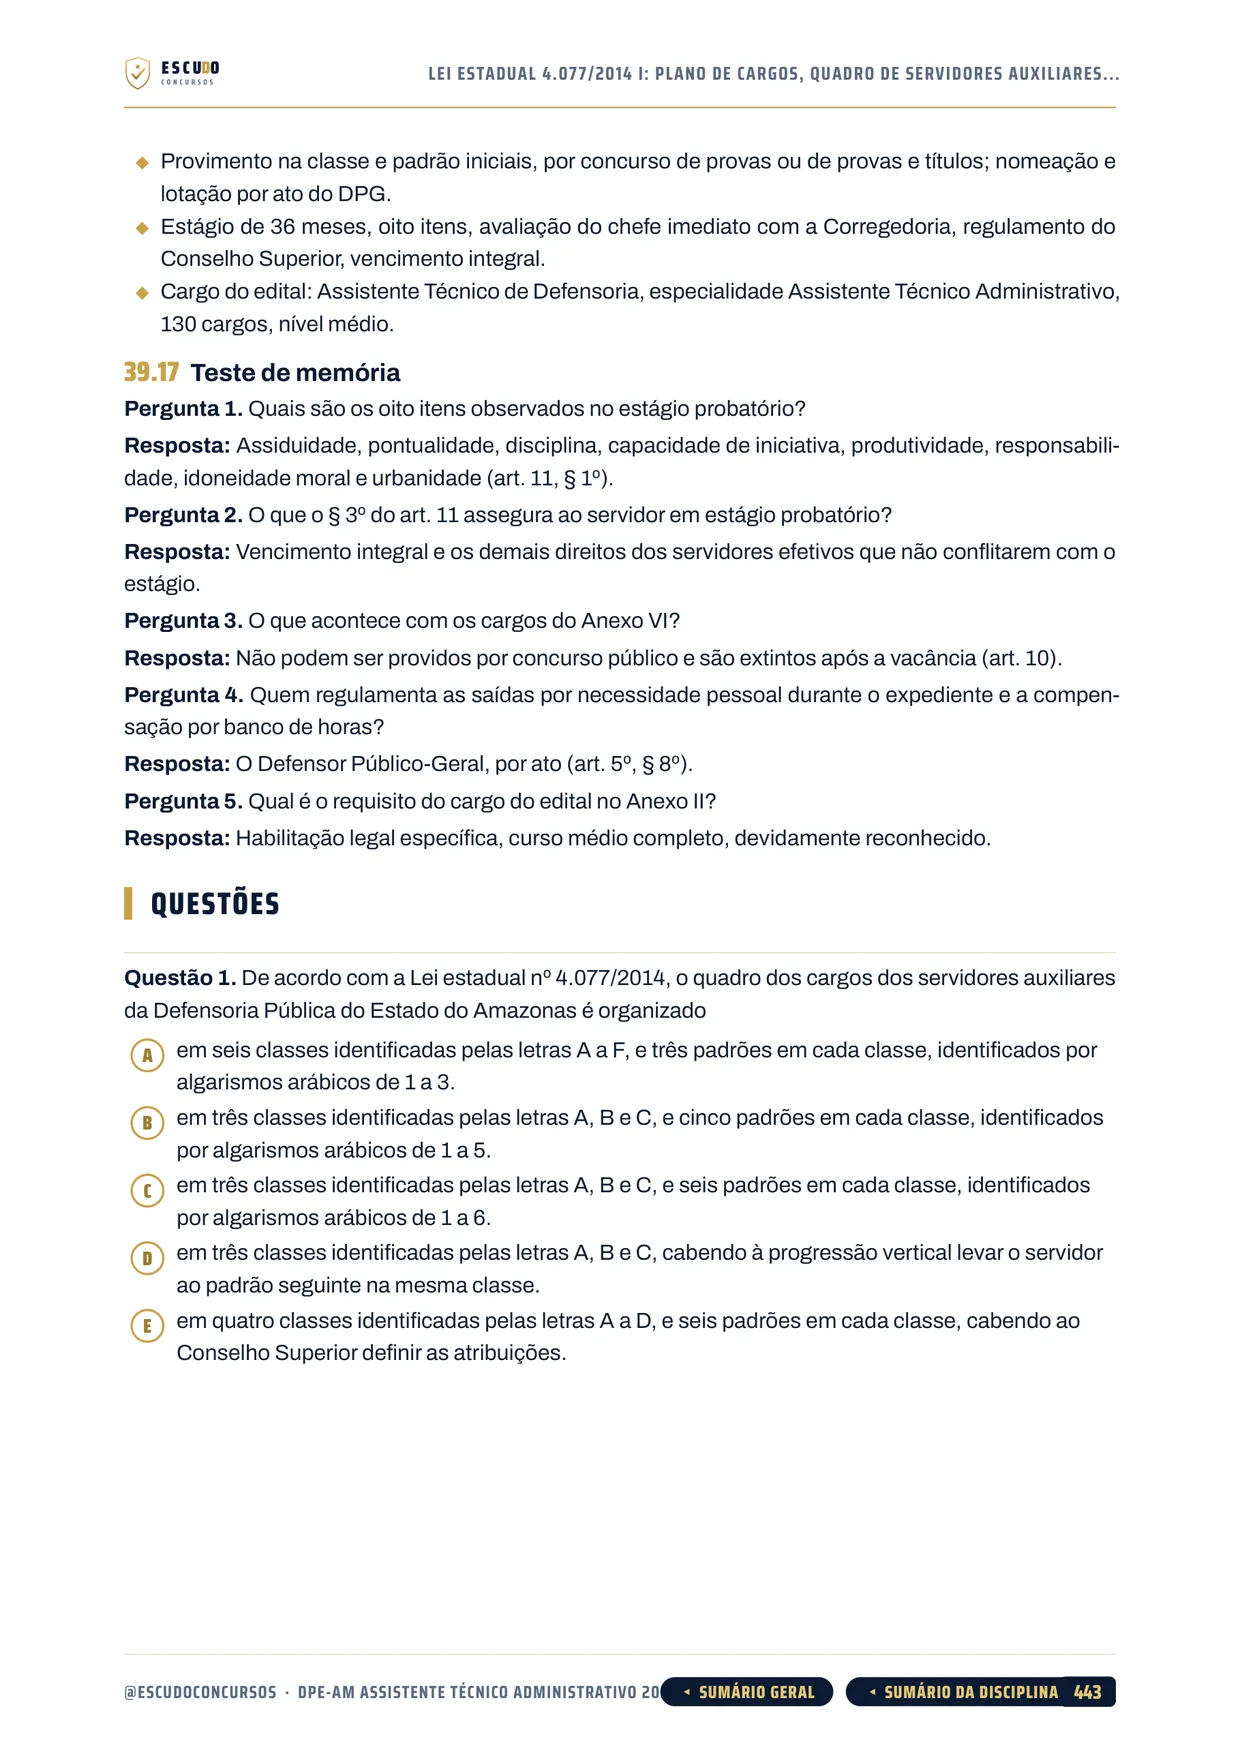 ESCUDO
CONCURSOS
LEI ESTADUAL 4.077/2014 I: PLANO DE CARGOS, QUADRO DE SERVIDORES AUXILIARES...
Provimento na classe e padrão iniciais, por concurso de provas ou de provas e títulos; nomeação e
lotação por ato do DPG.
Estágio de 36 meses, oito itens, avaliação do chefe imediato com a Corregedoria, regulamento do
Conselho Superior, vencimento integral.
Cargo do edital: Assistente Técnico de Defensoria, especialidade Assistente Técnico Administrativo,
130 cargos, nível médio.
39.17 Teste de memória
Pergunta 1. Quais são os oito itens observados no estágio probatório?
Resposta: Assiduidade, pontualidade, disciplina, capacidade de iniciativa, produtividade, responsabili-
dade, idoneidade moral e urbanidade (art. 11, § 1º).
Pergunta 2. O que o § 3º do art. 11 assegura ao servidor em estágio probatório?
Resposta: Vencimento integral e os demais direitos dos servidores efetivos que não conflitarem com o
estágio.
Pergunta 3. O que acontece com os cargos do Anexo VI?
Resposta: Não podem ser providos por concurso público e são extintos após a vacância (art. 10).
Pergunta 4. Quem regulamenta as saídas por necessidade pessoal durante o expediente e a compen-
sação por banco de horas?
Resposta: O Defensor Público-Geral, por ato (art. 5º, § 8º).
Pergunta 5. Qual é o requisito do cargo do edital no Anexo II?
Resposta: Habilitação legal específica, curso médio completo, devidamente reconhecido.
QUESTÕES
Questão 1. De acordo com a Lei estadual nº 4.077/2014, o quadro dos cargos dos servidores auxiliares
da Defensoria Pública do Estado do Amazonas é organizado
A em seis classes identificadas pelas letras A a F, e três padrões em cada classe, identificados por
algarismos arábicos de 1 a 3.
B em três classes identificadas pelas letras A, B e C, e cinco padrões em cada classe, identificados
por algarismos arábicos de 1 a 5.
C em três classes identificadas pelas letras A, B e C, e seis padrões em cada classe, identificados
por algarismos arábicos de 1 a 6.
D em três classes identificadas pelas letras A, B e C, cabendo à progressão vertical levar o servidor
ao padrão seguinte na mesma classe.
E em quatro classes identificadas pelas letras A a D, e seis padrões em cada classe, cabendo ao
Conselho Superior definir as atribuições.
@ESCUDOCONCURSOS · DPE-AM ASSISTENTE TÉCNICO ADMINISTRATIVO 20 SUMÁRIO GERAL SUMÁRIO DA DISCIPLINA 443